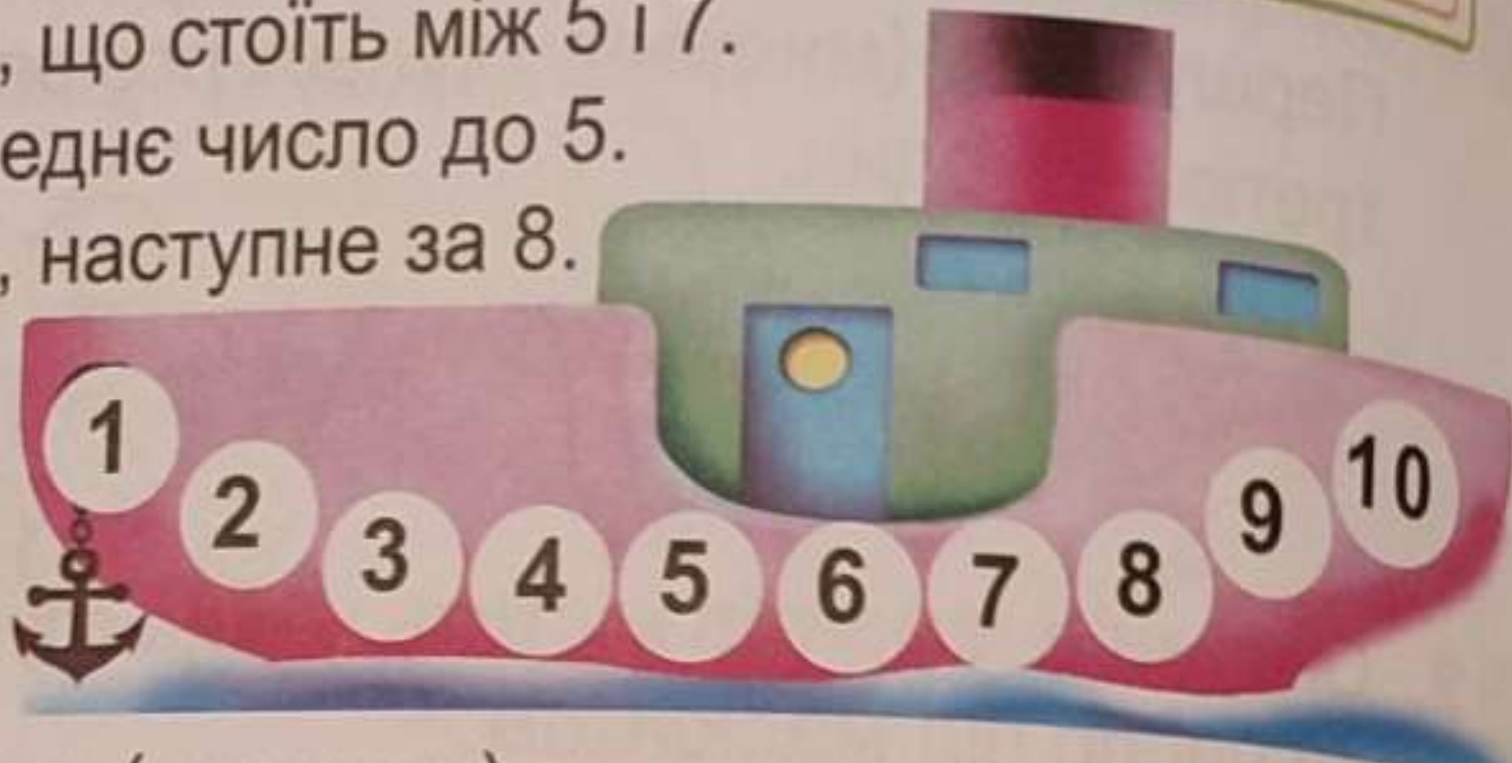 , що стоїть між 5 і 7.
еднє число до 5.
, наступне за 8.
1 2 3 4 5 6 7 8 9 10